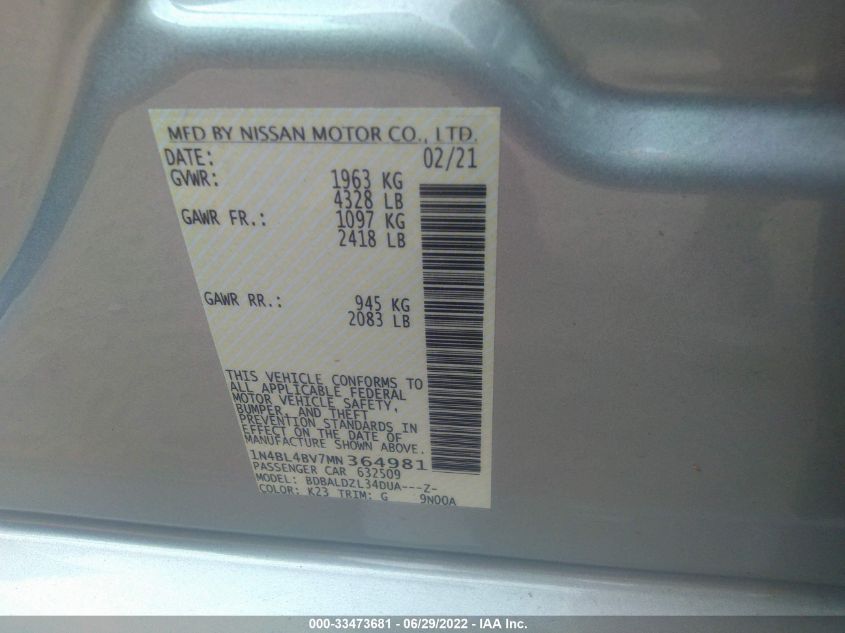 MFD BY NISSAN MOTOR CO., LTD.
DATE: 02/21
GVWR: 1963 KG
4328 LB
GAWR FR.: 1097 KG
2418 LB
GAWR RR.: 945 KG
2083 LB
THIS VEHICLE CONFORMS TO
ALL APPLICABLE FEDERAL
MOTOR VEHICLE SAFETY,
BUMPER, AND THEFT
PREVENTION STANDARDS IN
EFFECT ON THE DATE OF
MANUFACTURE SHOWN ABOVE.
1N4BL4BV7MN364981
PASSENGER CAR 632509
MODEL: BDBALDZL34DUA---Z-
COLOR: K23 TRIM: G 9N00A
000-33473681 - 06/29/2022 - IAA Inc.